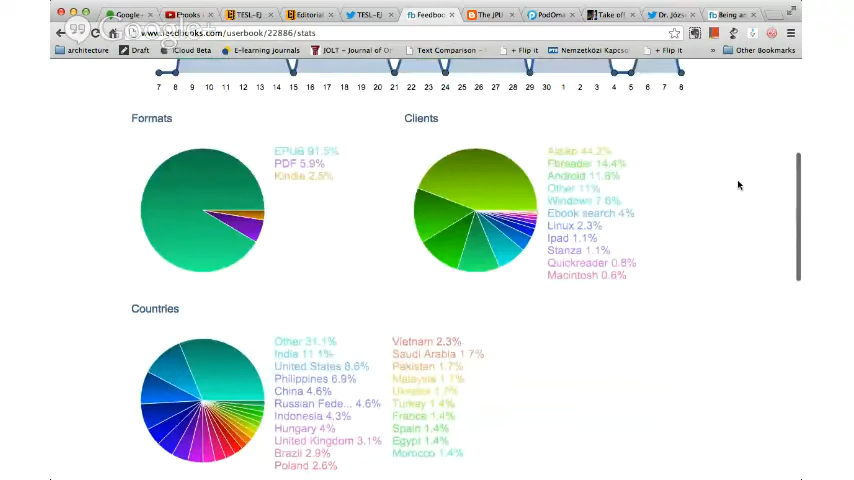 Google+
Ebooks
TESL-EJ
Editorial
TESL-EJ
Feedboo
The JPU
PodOma
Take off
Dr. Józs
Being an
www.feedbooks.com/userbook/22886/stats
architecture
Draft
iCloud Beta
E-learning journals
JOLT - Journal of On
Text Comparison -
+ Flip it
Nemzetközi Kapcso
+ Flip it
»
Other Bookmarks
7 8 9 10 11 12 13 14 15 16 17 18 19 20 21 22 23 24 25 26 27 28 29 30 1 2 3 4 5 6 7 8
Formats
EPUB 91.5%
PDF 5.9%
Kindle 2.5%
Clients
Aldiko 44.2%
Fbreader 14.4%
Android 11.8%
Other 11%
Windows 7.6%
Ebook search 4%
Linux 2.3%
Ipad 1.1%
Stanza 1.1%
Quickreader 0.8%
Macintosh 0.6%
Countries
Other 31.1%
India 11.1%
United States 8.6%
Philippines 6.9%
China 4.6%
Russian Fede... 4.6%
Indonesia 4.3%
Hungary 4%
United Kingdom 3.1%
Brazil 2.9%
Poland 2.6%
Vietnam 2.3%
Saudi Arabia 1.7%
Pakistan 1.7%
Malaysia 1.7%
Ukraine 1.7%
Turkey 1.4%
France 1.4%
Spain 1.4%
Egypt 1.4%
Morocco 1.4%